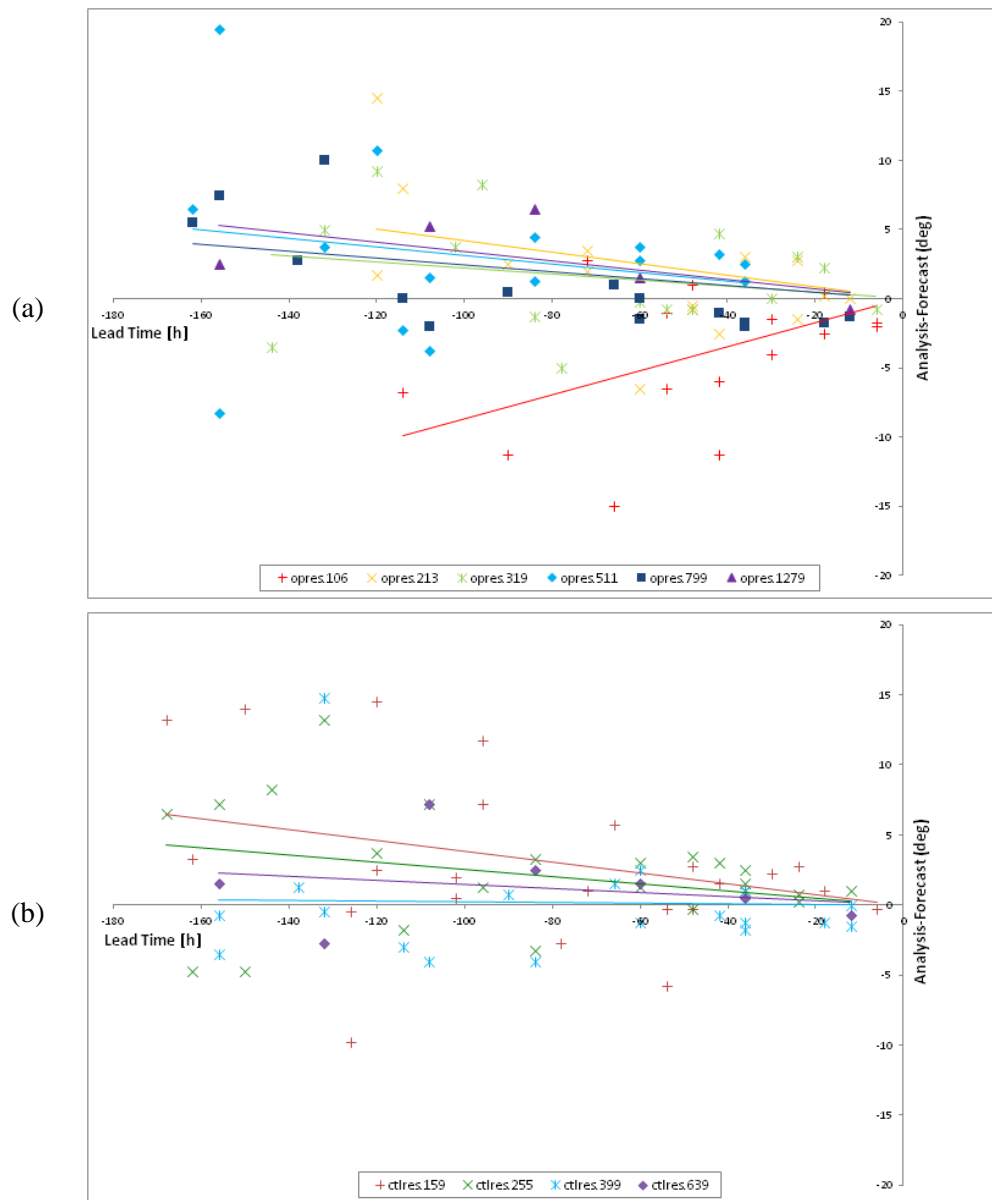 20
15
10
5
-180
-160
-140
-120
-100
-80
-60
-40
-20
0
(a)
Lead Time [h]
-5
-10
-15
-20
Analysis-Forecast (deg)
opres.106
opres.213
opres.319
opres.511
opres.799
opres.1279
20
15
10
5
-180
-160
-140
-120
-100
-80
-60
-40
-20
0
(b)
Lead Time [h]
-5
-10
-15
-20
Analysis-Forecast (deg)
ctlres.159
ctlres.255
ctlres.399
ctlres.639